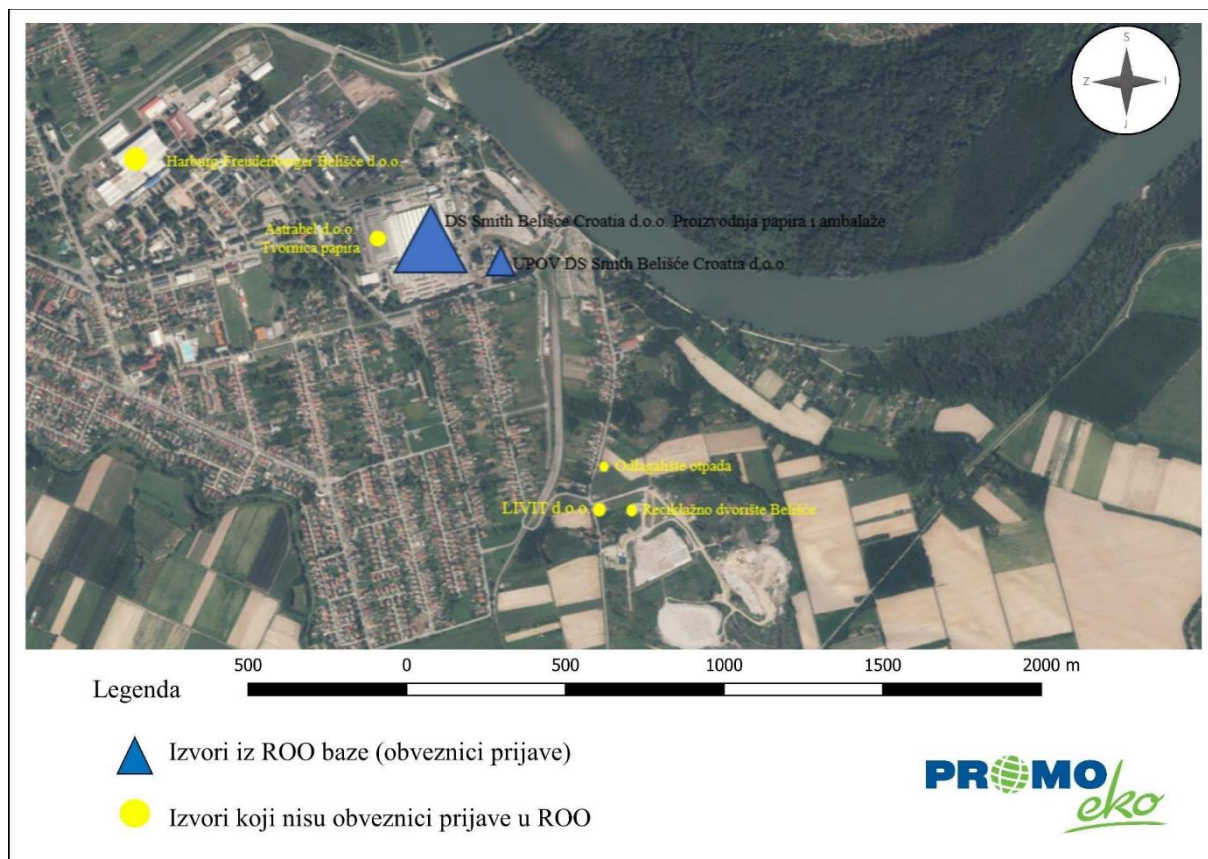 S
Z I
J
Harburg-Freudenberger Belišće d.o.o.
DS Smith Belišće Croatia d.o.o. Proizvodnja papira i ambalaže
Astrabel d.o.o.
Tvornica papira
UPOV DS Smith Belišće Croatia d.o.o.
Odlagalište otpada
LIVIT d.o.o
Reciklažno dvorište Belišće
500 0 500 1000 1500 2000 m
Legenda
Izvori iz ROO baze (obveznici prijave)
Izvori koji nisu obveznici prijave u ROO
PROMO
eko